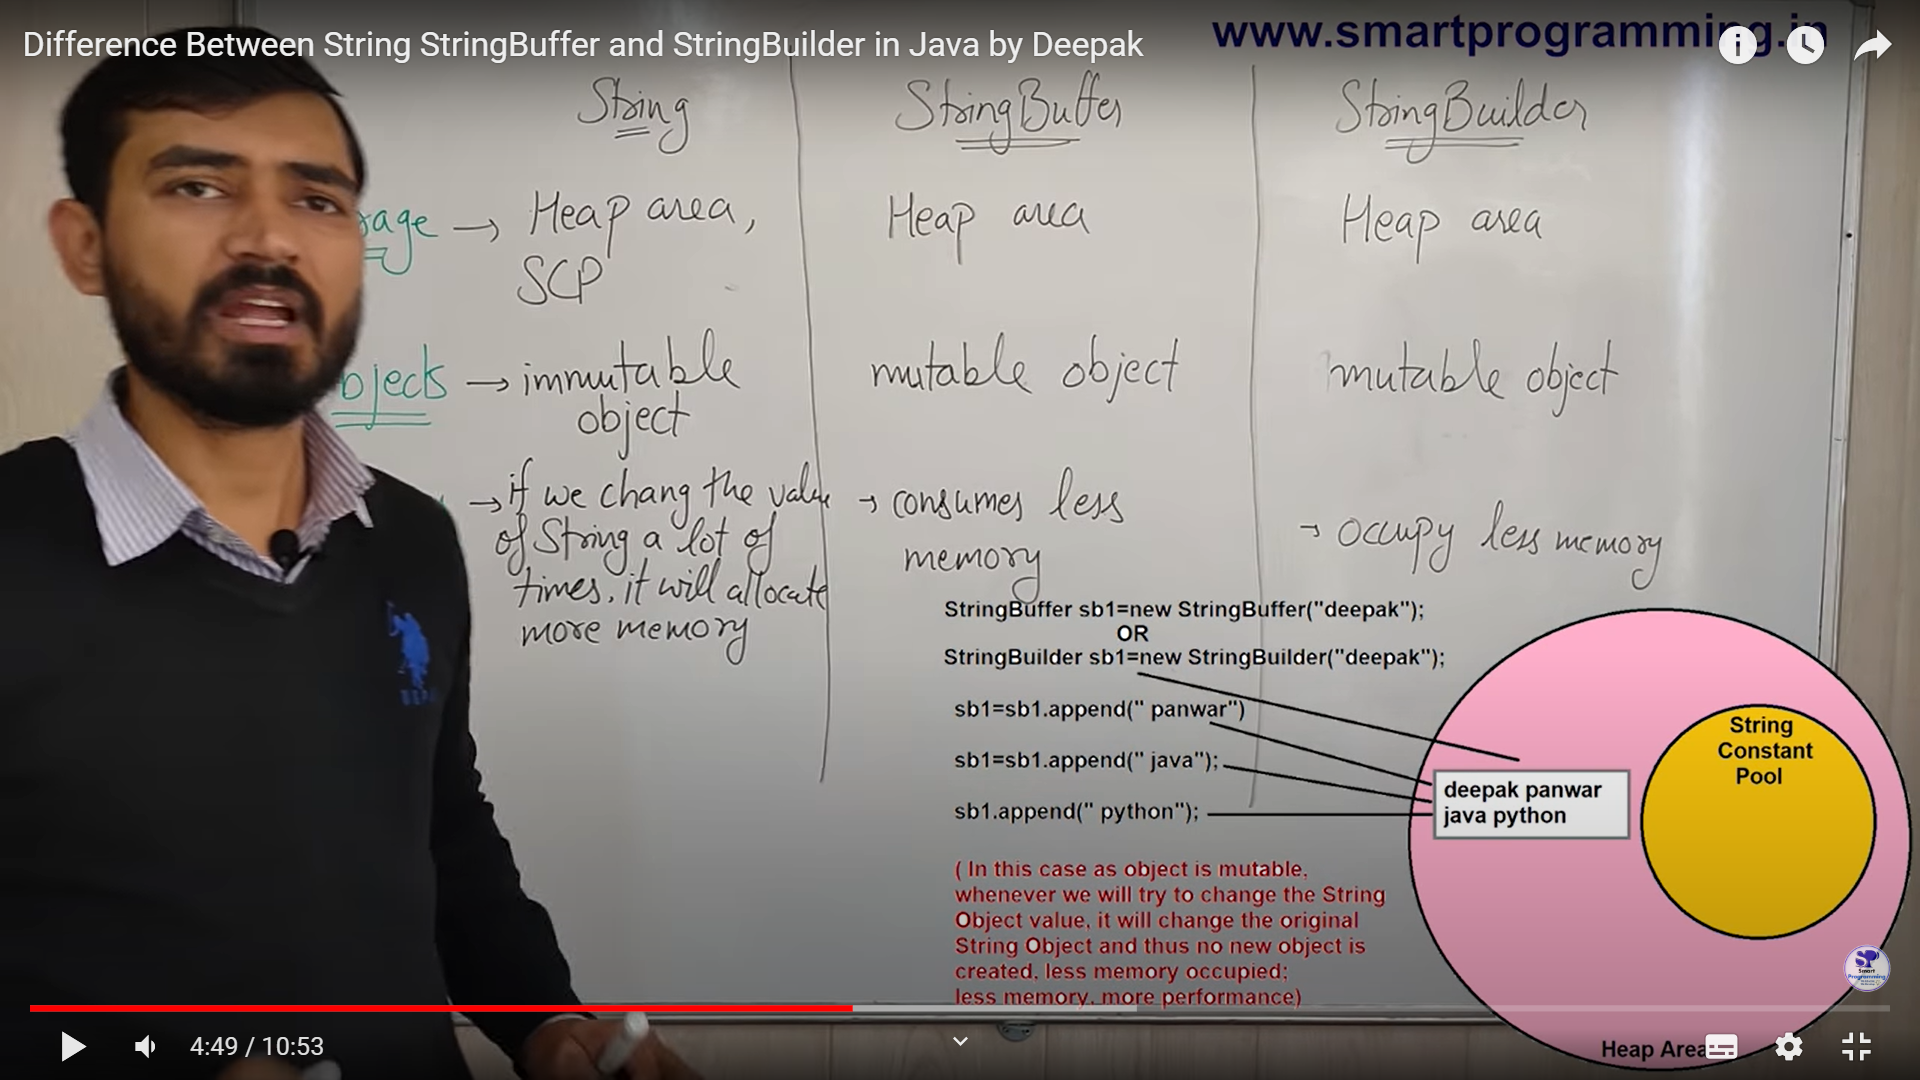 Difference Between String StringBuffer and StringBuilder in Java by Deepak
www.smartprogramming.in
String
StringBuffer
StringBuilder
rage → Heap area,
SCP
Heap area
Heap area
bjects → immutable
object
mutable object
mutable object
→ if we chang the value
of String a lot of
times, it will allocate
more memory
→ consumes less
memory
→ occupy less memory
StringBuffer sb1=new StringBuffer("deepak");
OR
StringBuilder sb1=new StringBuilder("deepak");
sb1=sb1.append(" panwar")
sb1=sb1.append(" java");
sb1.append(" python");
( In this case as object is mutable,
whenever we will try to change the String
Object value, it will change the original
String Object and thus no new object is
created, less memory occupied;
less memory, more performance)
String
Constant
Pool
deepak panwar
java python
Heap Area
SP
Smart
Programming
4:49 / 10:53